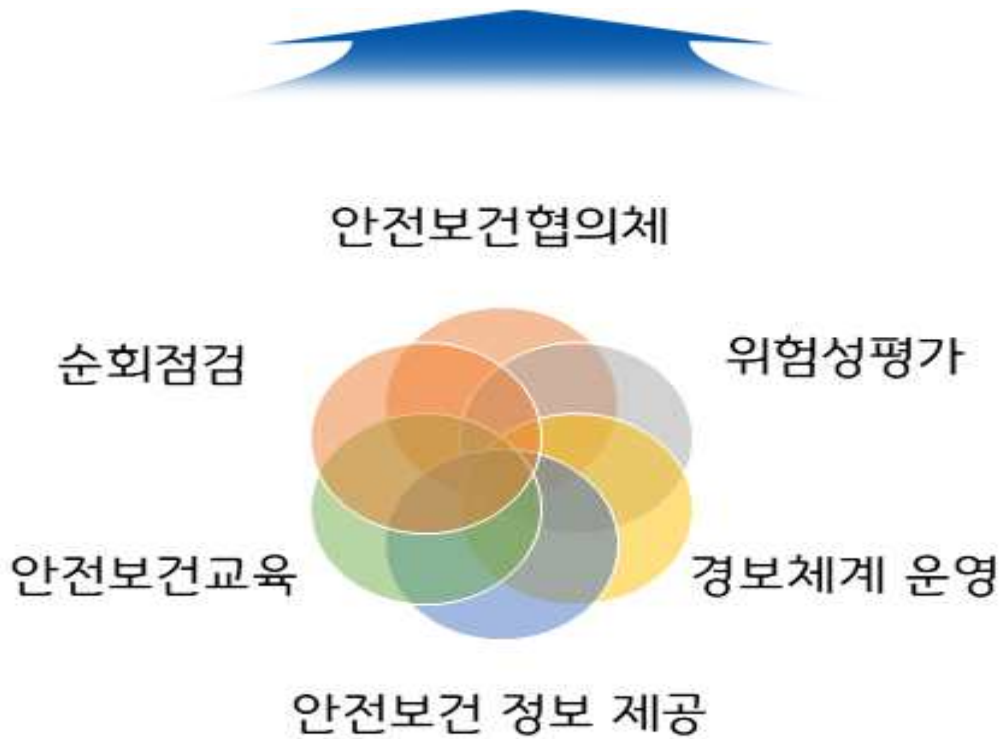 안전보건협의체
순회점검
위험성평가
안전보건교육
경보체계 운영
안전보건 정보 제공